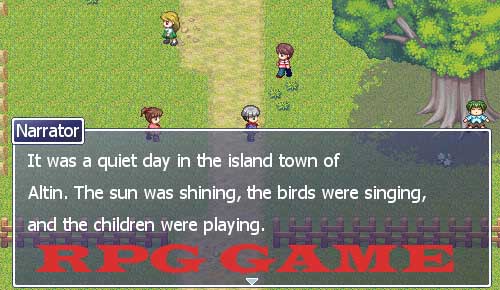 Narrator
It was a quiet day in the island town of
Altin. The sun was shining, the birds were singing,
and the children were playing.
RPG GAME